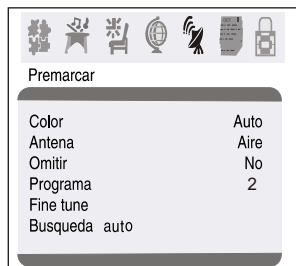 Premarcar
Color Auto
Antena Aire
Omitir No
Programa 2
Fine tune
Busqueda auto